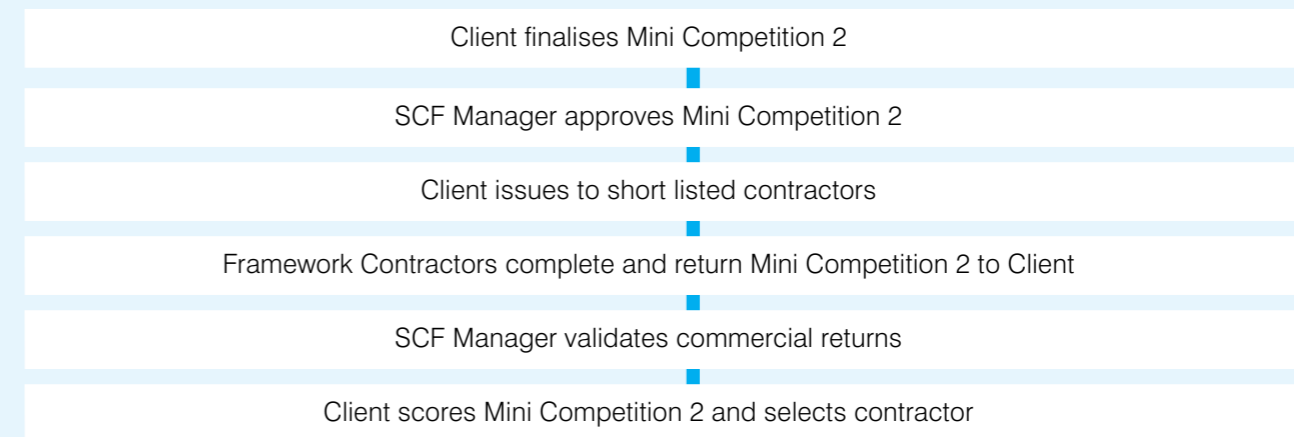 Client finalises Mini Competition 2
SCF Manager approves Mini Competition 2
Client issues to short listed contractors
Framework Contractors complete and return Mini Competition 2 to Client
SCF Manager validates commercial returns
Client scores Mini Competition 2 and selects contractor